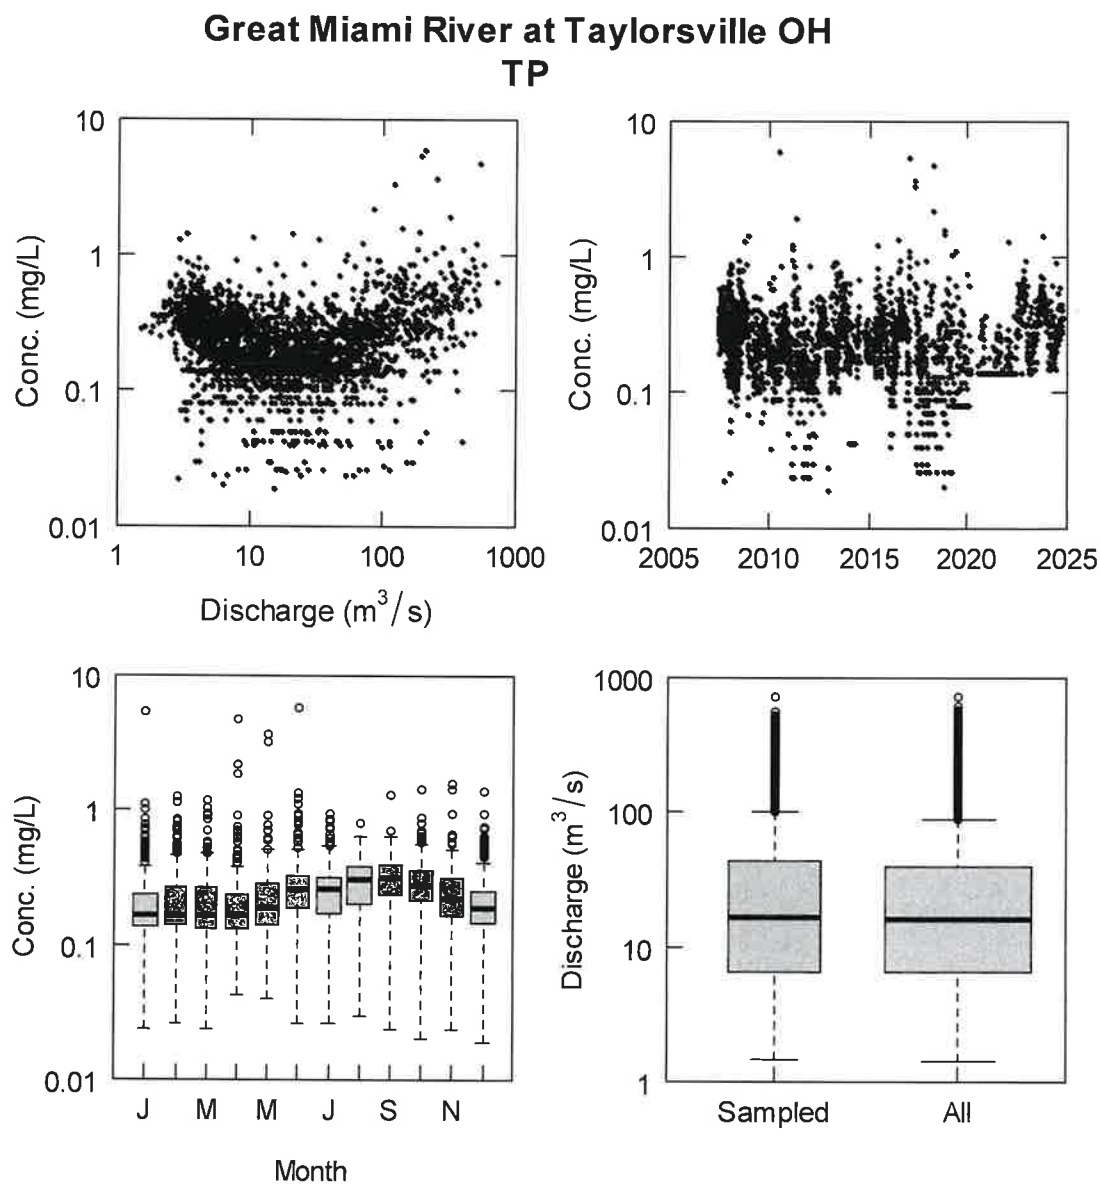 Great Miami River at Taylorsville OH
TP
10
1
0.1
0.01
Conc. (mg/L)
1 10 100 1000
Discharge (m³/s)
10
1
0.1
0.01
Conc. (mg/L)
2005 2010 2015 2020 2025
10
1
0.1
0.01
Conc. (mg/L)
J M M J S N
Month
1000
100
10
1
Discharge (m³/s)
Sampled All